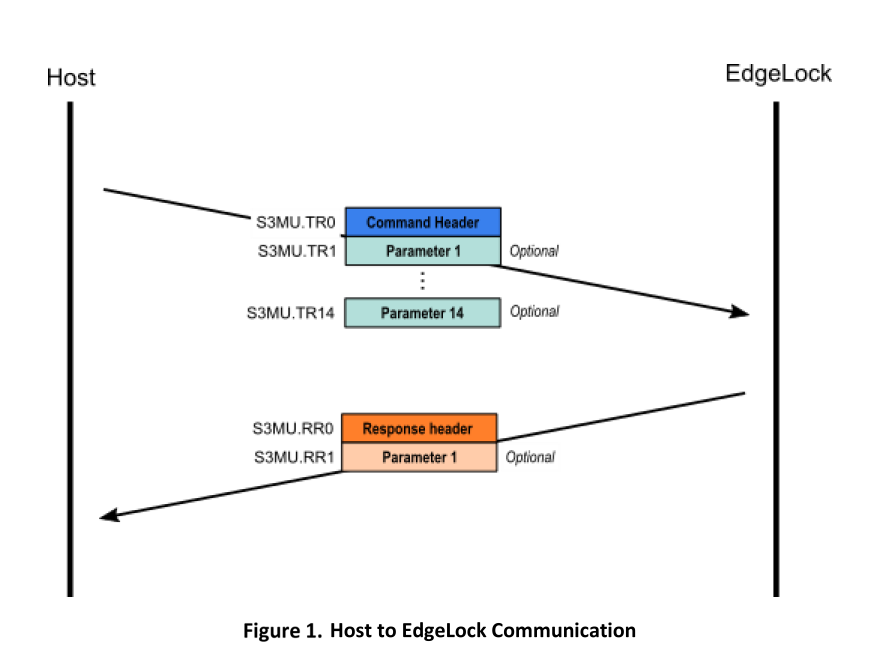 Host
EdgeLock
S3MU.TR0 Command Header
S3MU.TR1 Parameter 1 Optional
S3MU.TR14 Parameter 14 Optional
S3MU.RR0 Response header
S3MU.RR1 Parameter 1 Optional
Figure 1. Host to EdgeLock Communication